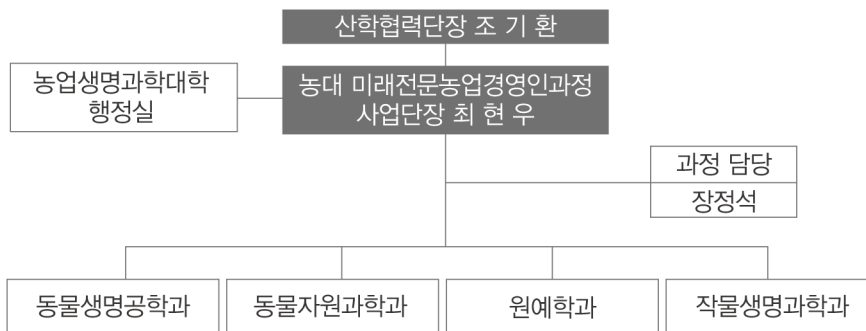 산학협력단장 조 기 환
농업생명과학대학
행정실
농대 미래전문농업경영인과정
사업단장 최 현 우
과정 담당
장정석
동물생명공학과
동물자원과학과
원예학과
작물생명과학과